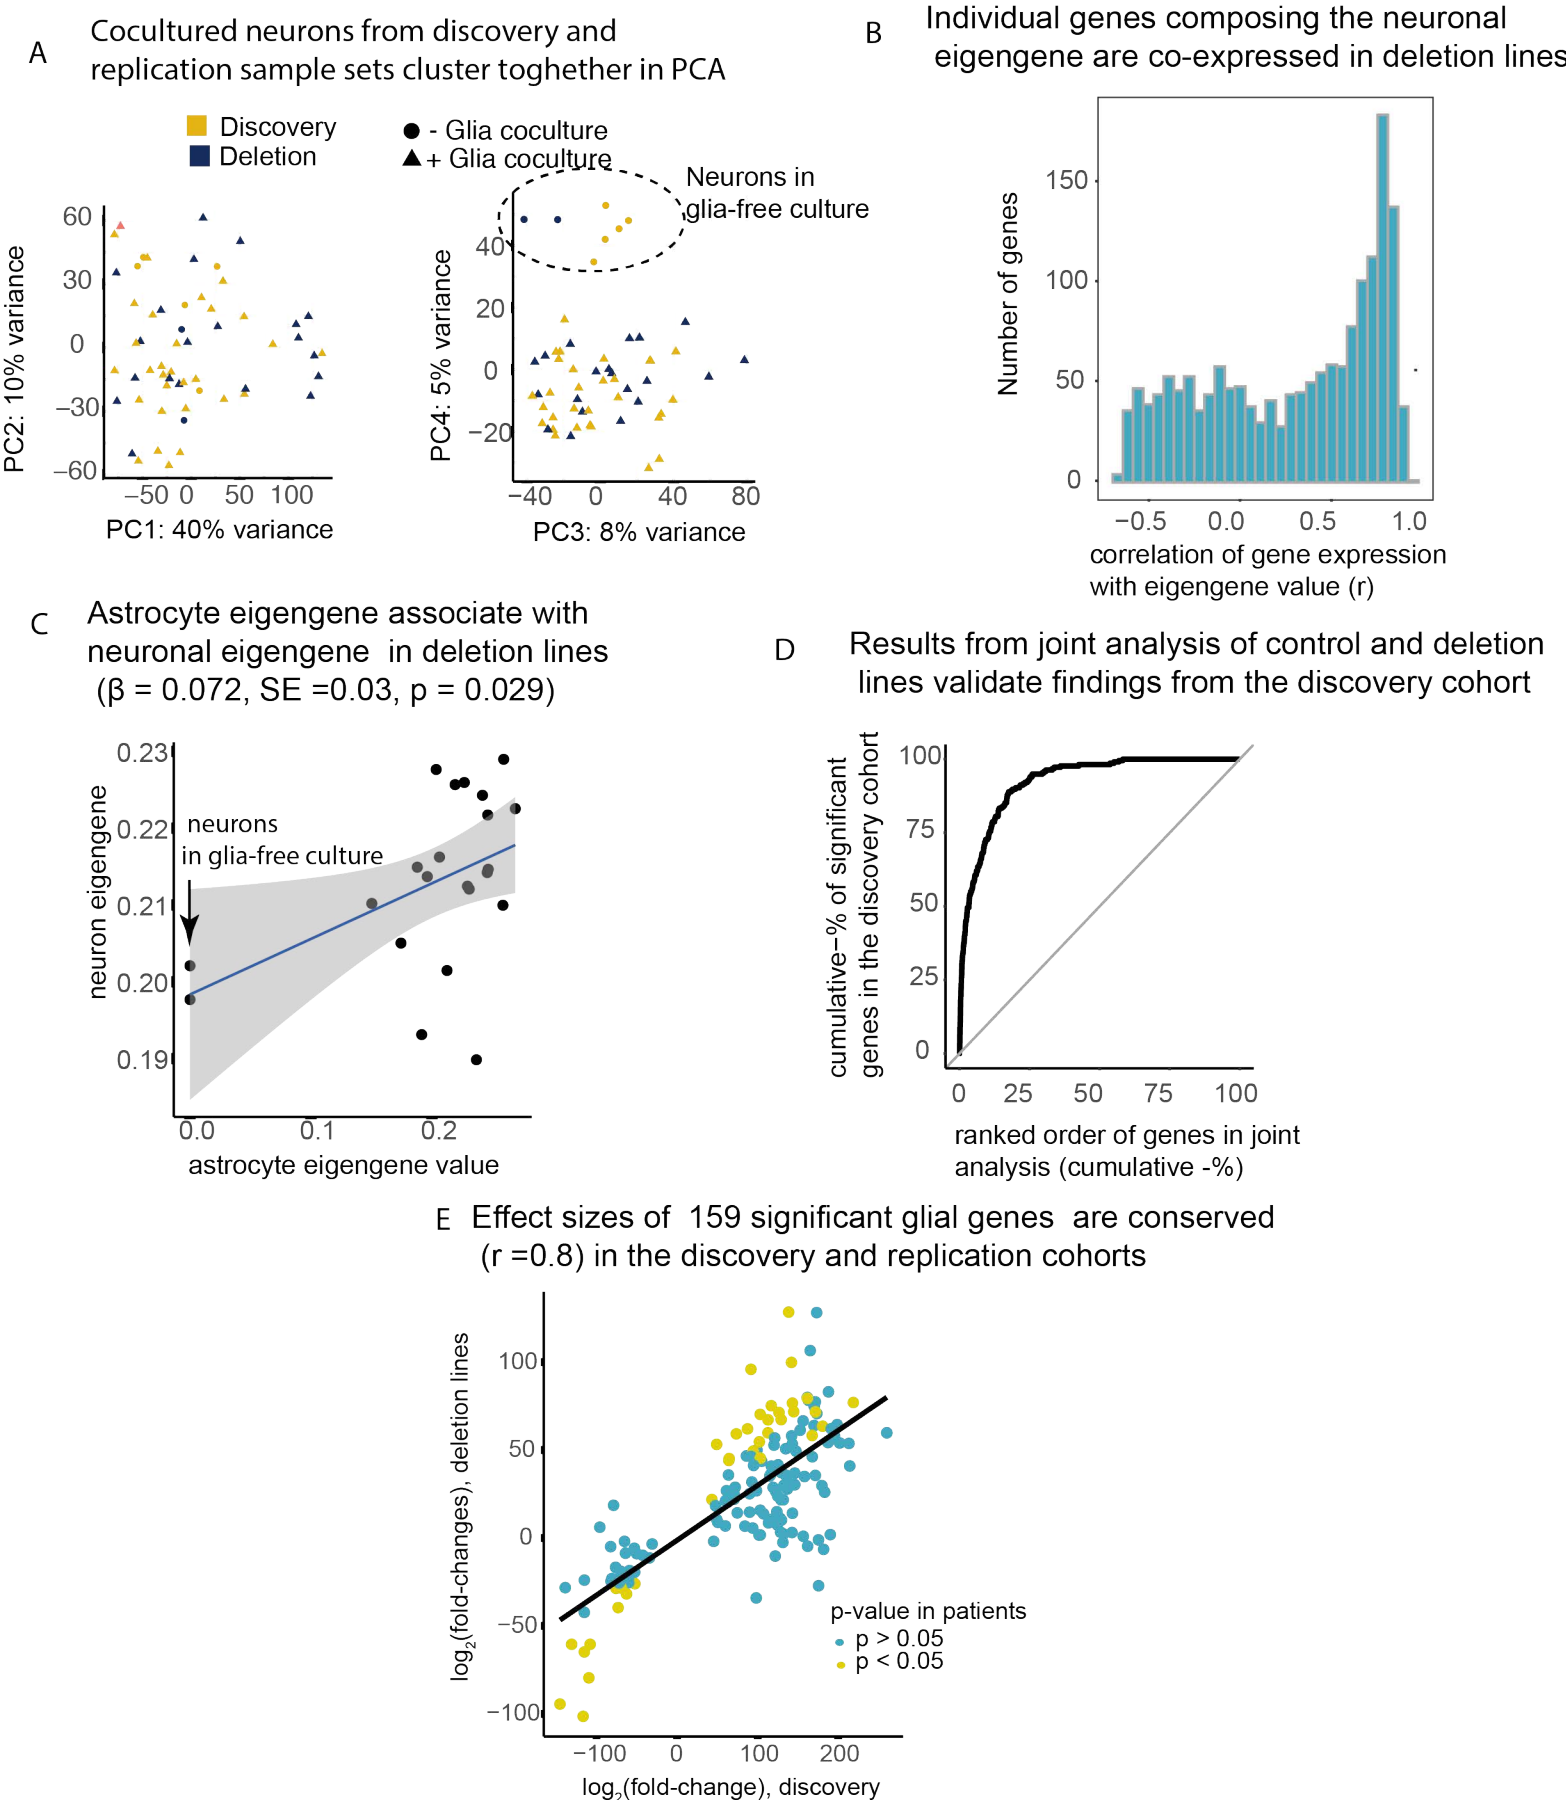 A
Cocultured neurons from discovery and
replication sample sets cluster toghether in PCA
Discovery
Deletion
- Glia coculture
+ Glia coculture
60
30
0
−30
−60
PC2: 10% variance
−50 0 50 100
PC1: 40% variance
Neurons in
glia-free culture
40
20
0
−20
PC4: 5% variance
−40 0 40 80
PC3: 8% variance
B
Individual genes composing the neuronal
eigengene are co-expressed in deletion lines
150
100
50
0
Number of genes
−0.5 0.0 0.5 1.0
correlation of gene expression
with eigengene value (r)
C
Astrocyte eigengene associate with
neuronal eigengene in deletion lines
(β = 0.072, SE =0.03, p = 0.029)
0.23
0.22
0.21
0.20
0.19
neuron eigengene
neurons
in glia-free culture
0.0 0.1 0.2
astrocyte eigengene value
D
Results from joint analysis of control and deletion
lines validate findings from the discovery cohort
100
75
50
25
0
cumulative−% of significant
genes in the discovery cohort
0 25 50 75 100
ranked order of genes in joint
analysis (cumulative -%)
E
Effect sizes of 159 significant glial genes are conserved
(r =0.8) in the discovery and replication cohorts
100
50
0
−50
−100
log2(fold-changes), deletion lines
p-value in patients
p > 0.05
p < 0.05
−100 0 100 200
log2(fold-change), discovery